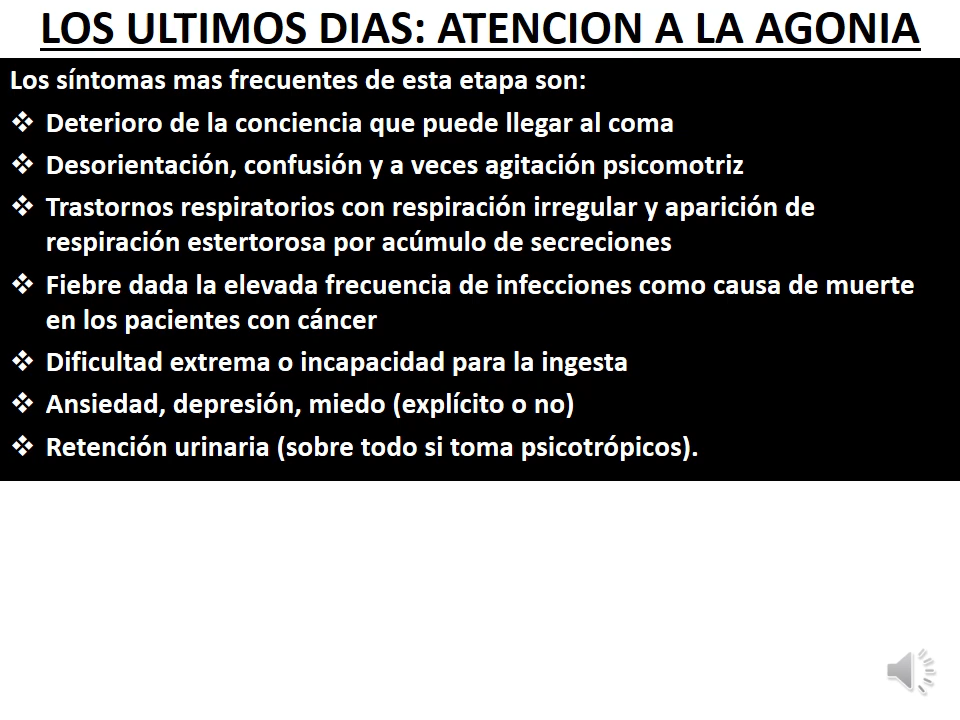 LOS ULTIMOS DIAS: ATENCION A LA AGONIA
Los síntomas mas frecuentes de esta etapa son:
❖ Deterioro de la conciencia que puede llegar al coma
❖ Desorientación, confusión y a veces agitación psicomotriz
❖ Trastornos respiratorios con respiración irregular y aparición de
respiración estertorosa por acúmulo de secreciones
❖ Fiebre dada la elevada frecuencia de infecciones como causa de muerte
en los pacientes con cáncer
❖ Dificultad extrema o incapacidad para la ingesta
❖ Ansiedad, depresión, miedo (explícito o no)
❖ Retención urinaria (sobre todo si toma psicotrópicos).